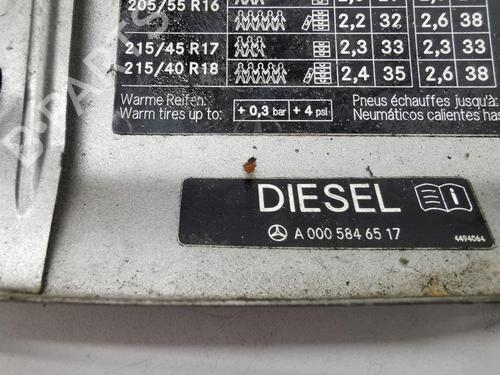 205/55 R16 2,2 32 2,6 38
215/45 R17 2,3 33 2,3 33
215/40 R18 2,4 35 2,6 38
Warme Reifen: Pneus échauffes jusqu'à:
Warm tires up to: + 0,3 bar + 4 psi Neumáticos calientes has
DIESEL i
A 000 584 65 17
4494064